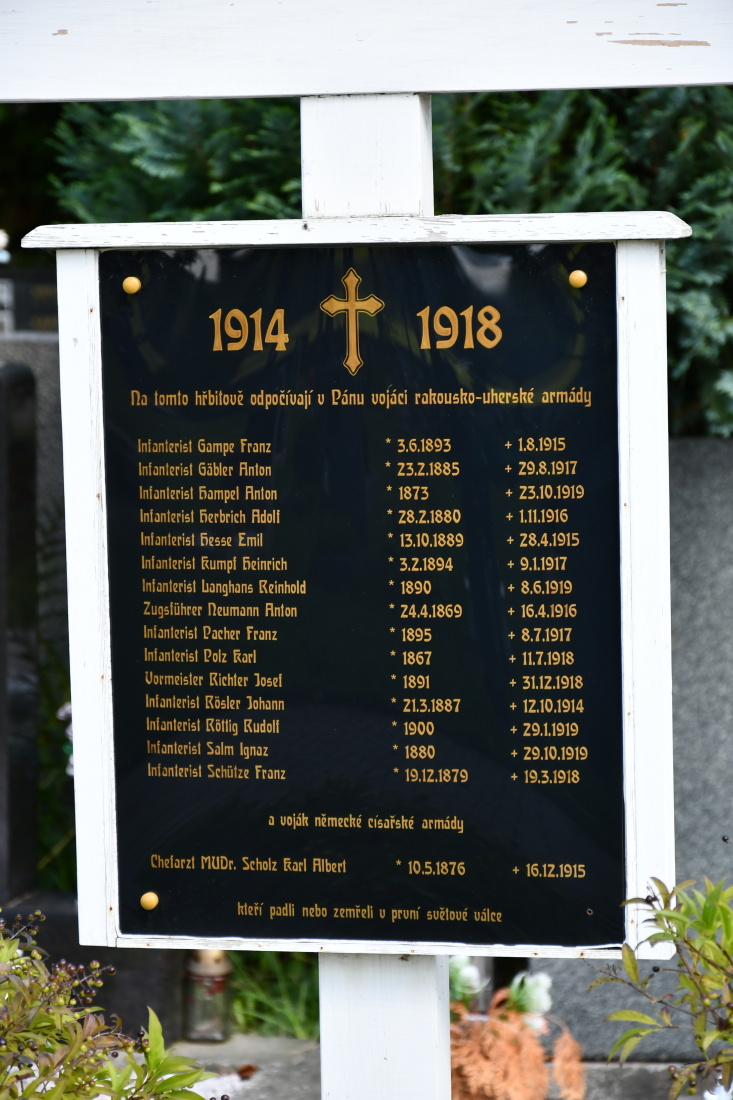 1914 1918
Na tomto hřbitově odpočívají v Pánu vojáci rakousko-uherské armády
Infanterist Gampe Franz * 3.6.1893 + 1.8.1915
Infanterist Gäbler Anton * 23.2.1885 + 29.8.1917
Infanterist Hampel Anton * 1873 + 23.10.1919
Infanterist Herbrich Adolf * 28.2.1880 + 1.11.1916
Infanterist Hesse Emil * 13.10.1889 + 28.4.1915
Infanterist Kumpf Heinrich * 3.2.1894 + 9.1.1917
Infanterist Langhans Reinhold * 1890 + 8.6.1919
Zugsführer Neumann Anton * 24.4.1869 + 16.4.1916
Infanterist Pacher Franz * 1895 + 8.7.1917
Infanterist Polz Karl * 1867 + 11.7.1918
Vormeister Richter Josef * 1891 + 31.12.1918
Infanterist Rösler Johann * 21.3.1887 + 12.10.1914
Infanterist Röttig Rudolf * 1900 + 29.1.1919
Infanterist Salm Ignaz * 1880 + 29.10.1919
Infanterist Schütze Franz * 19.12.1879 + 19.3.1918
a voják německé císařské armády
Chefarzt MUDr. Scholz Karl Albert * 10.5.1876 + 16.12.1915
kteří padli nebo zemřeli v první světové válce